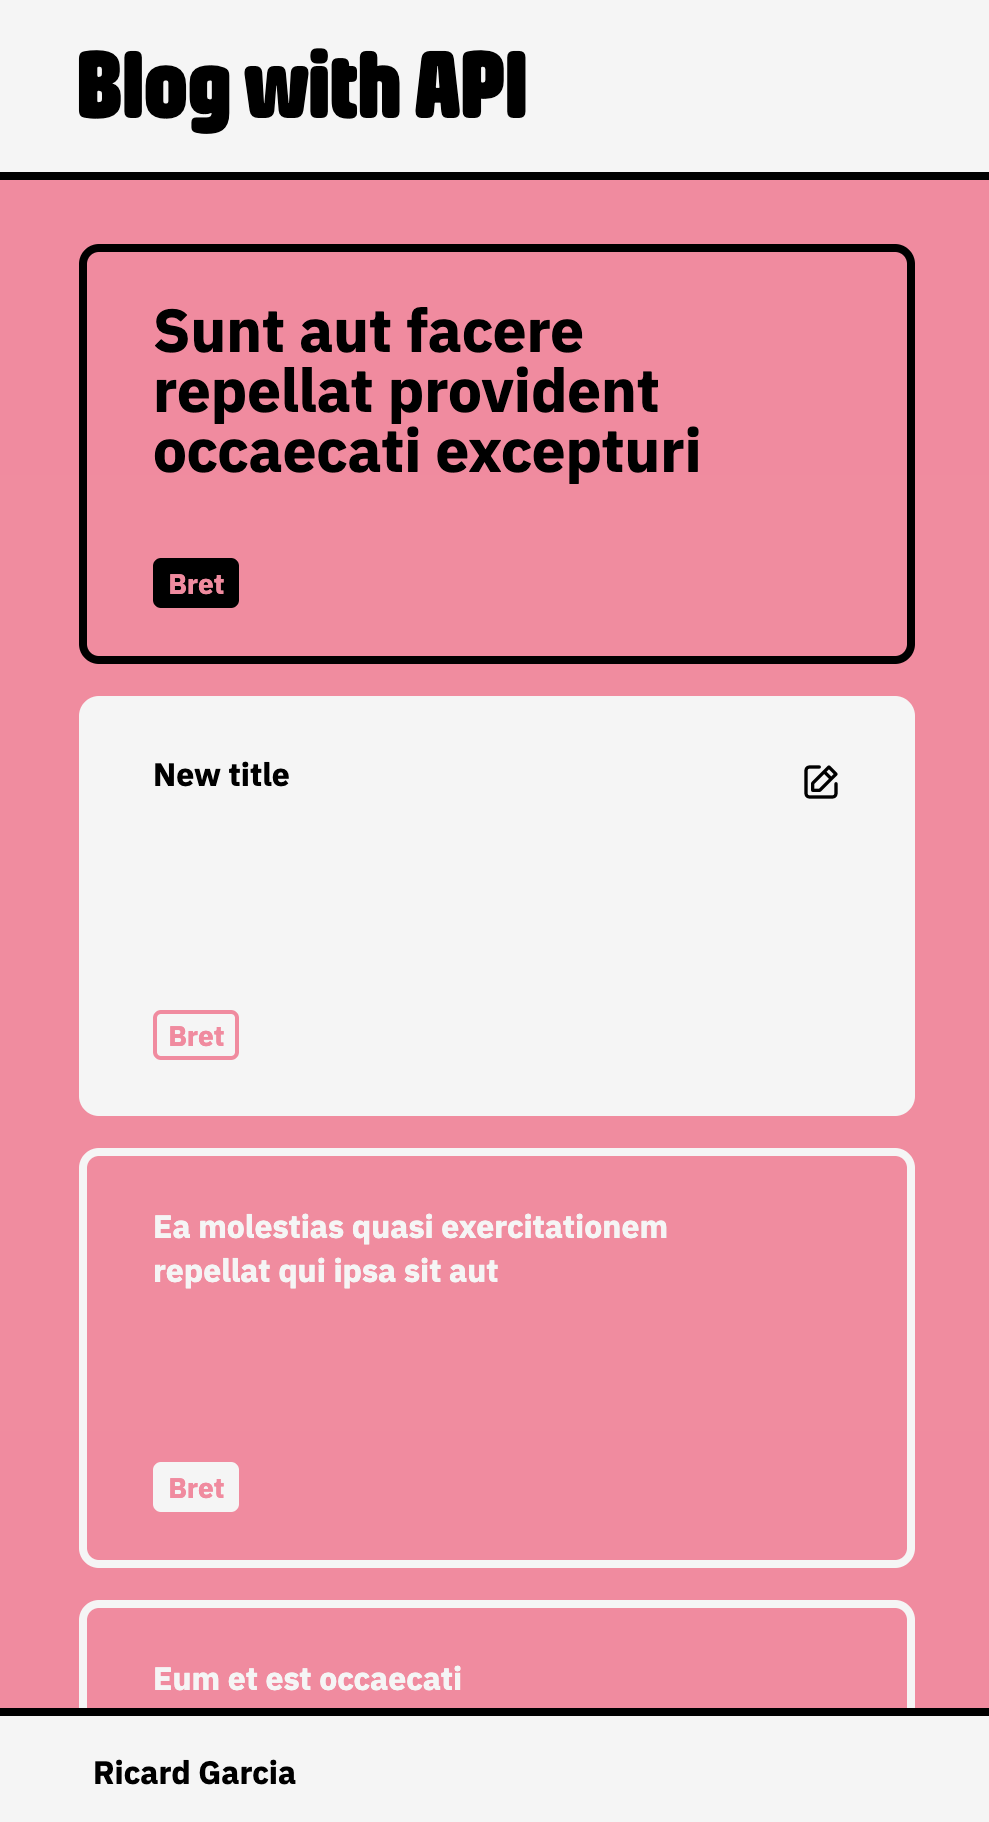 Blog with API
Sunt aut facere
repellat provident
occaecati excepturi
Bret
New title
Bret
Ea molestias quasi exercitationem
repellat qui ipsa sit aut
Bret
Eum et est occaecati
Ricard Garcia